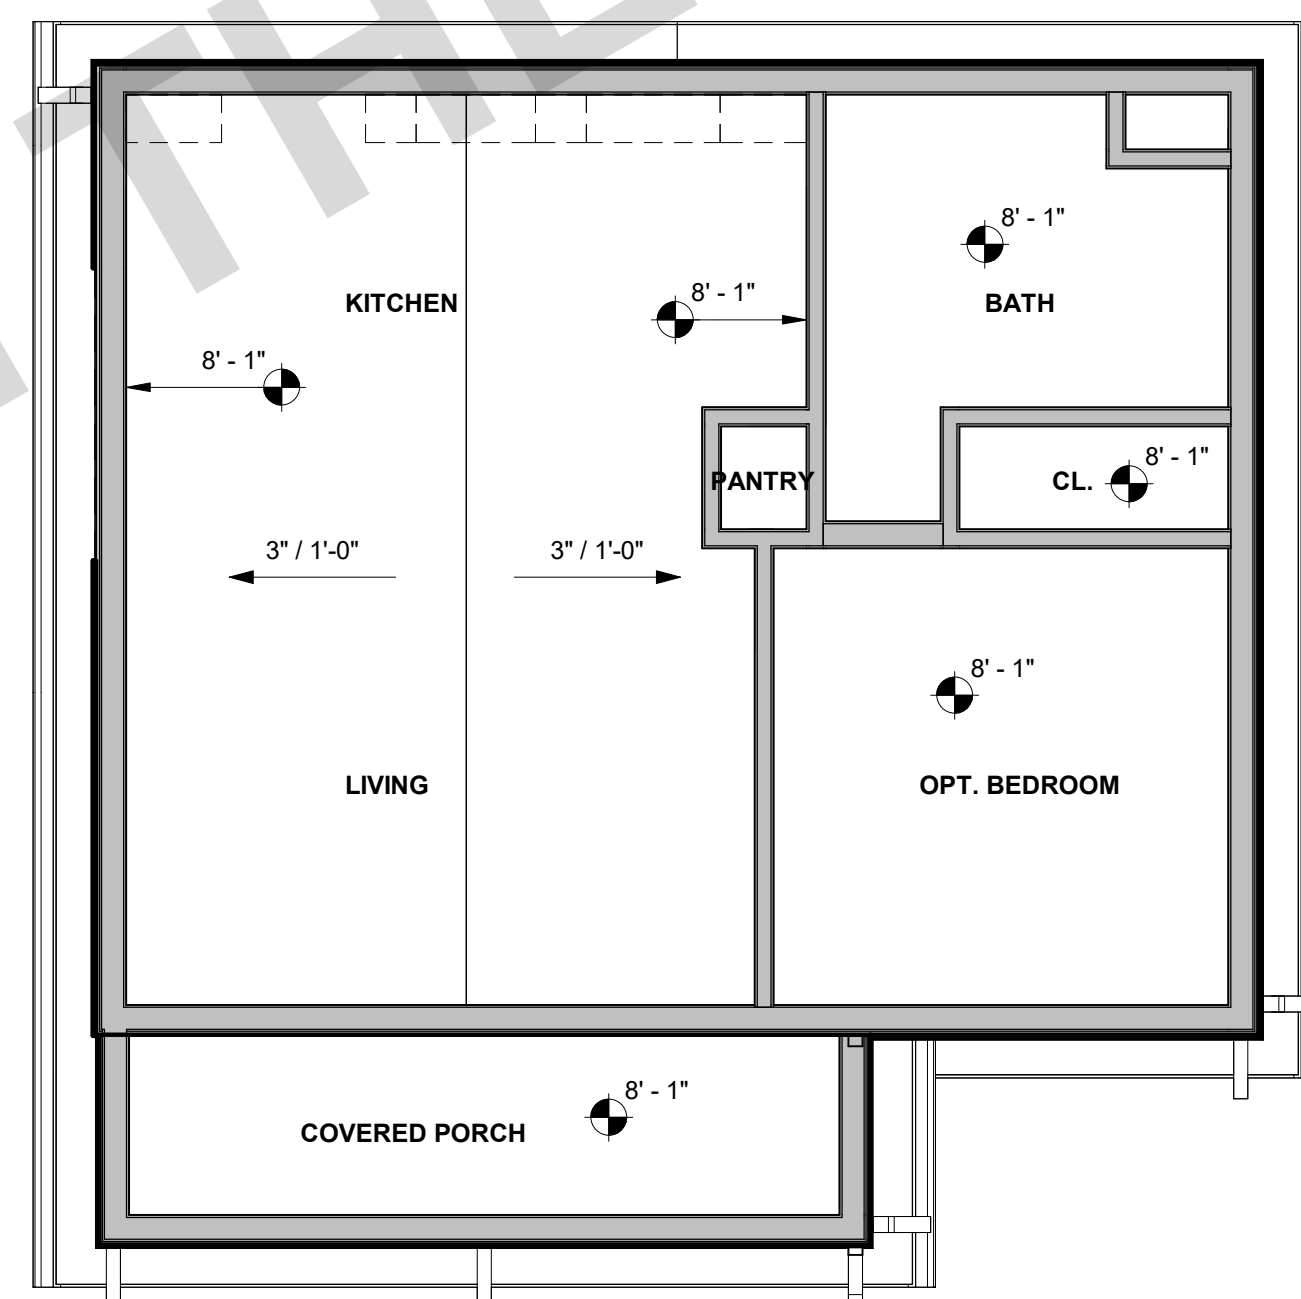 THE
8' - 1"
8' - 1"
KITCHEN
BATH
8' - 1"
8' - 1"
PANTRY
CL.
3" / 1'-0"
3" / 1'-0"
8' - 1"
LIVING
OPT. BEDROOM
8' - 1"
COVERED PORCH